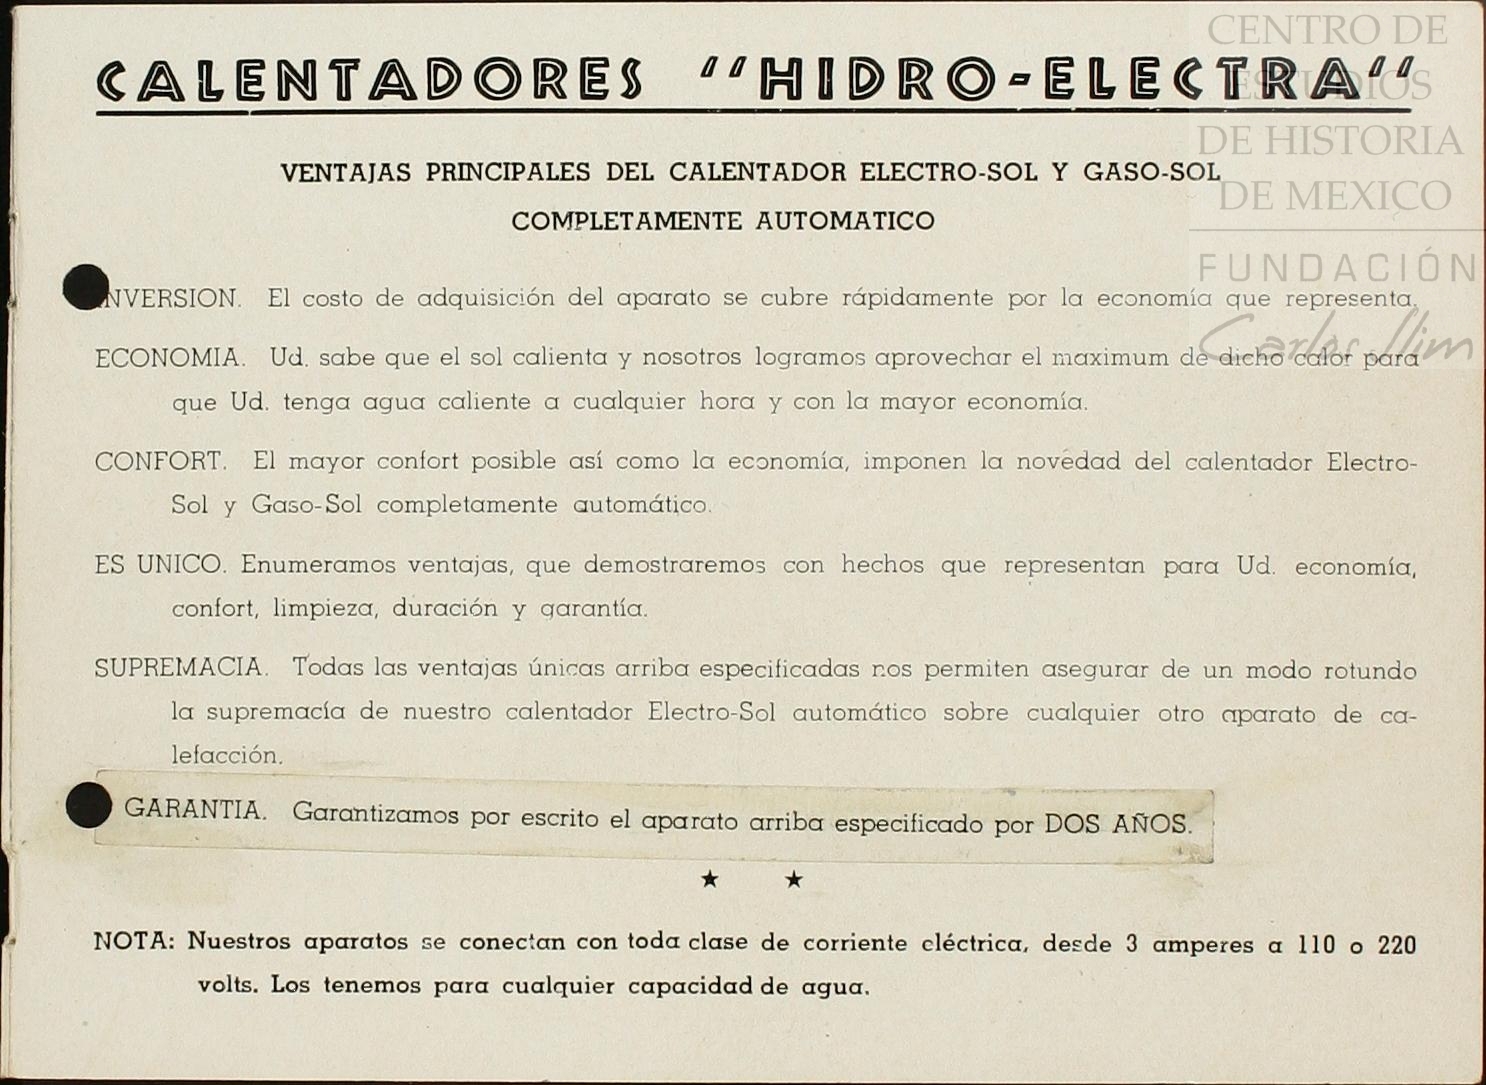 CALENTADORES "HIDRO-ELECTRA"
VENTAJAS PRINCIPALES DEL CALENTADOR ELECTRO-SOL Y GASO-SOL
COMPLETAMENTE AUTOMATICO
INVERSION. El costo de adquisición del aparato se cubre rápidamente por la economía que representa.
ECONOMIA. Ud. sabe que el sol calienta y nosotros logramos aprovechar el maximum de dicho calor para
que Ud. tenga agua caliente a cualquier hora y con la mayor economía.
CONFORT. El mayor confort posible así como la economía, imponen la novédad del calentador Electro-
Sol y Gaso-Sol completamente automático.
ES UNICO. Enumeramos ventajas, que demostraremos con hechos que representan para Ud. economía,
confort, limpieza, duración y garantía.
SUPREMACIA. Todas las ventajas únicas arriba especificadas nos permiten asegurar de un modo rotundo
la supremacía de nuestro calentador Electro-Sol automático sobre cualquier otro aparato de ca-
lefacción.
GARANTIA. Garantizamos por escrito el aparato arriba especificado por DOS AÑOS.
★ ★
NOTA: Nuestros aparatos se conectan con toda clase de corriente eléctrica, desde 3 amperes a 110 o 220
volts. Los tenemos para cualquier capacidad de agua.
CENTRO DE
ESTUDIOS
DE HISTORIA
DE MEXICO
FUNDACIÓN
Carlos Slim